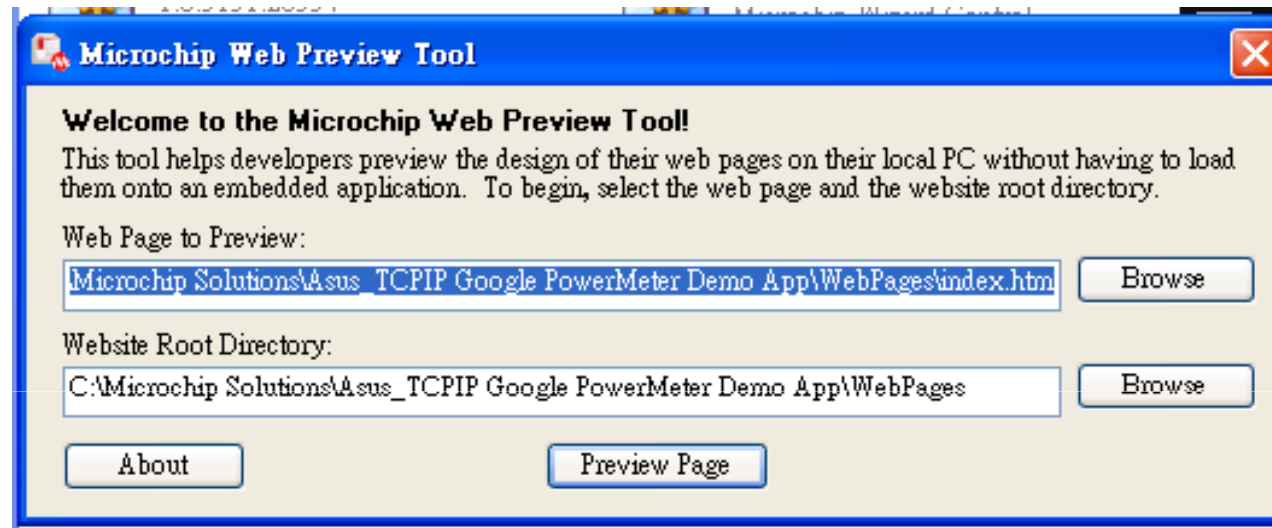 Microchip Web Preview Tool
Welcome to the Microchip Web Preview Tool!
This tool helps developers preview the design of their web pages on their local PC without having to load
them onto an embedded application. To begin, select the web page and the website root directory.
Web Page to Preview:
Microchip Solutions\Asus_TCPIP Google PowerMeter Demo App\WebPages\index.htm
Browse
Website Root Directory:
C:\Microchip Solutions\Asus_TCPIP Google PowerMeter Demo App\WebPages
Browse
About
Preview Page